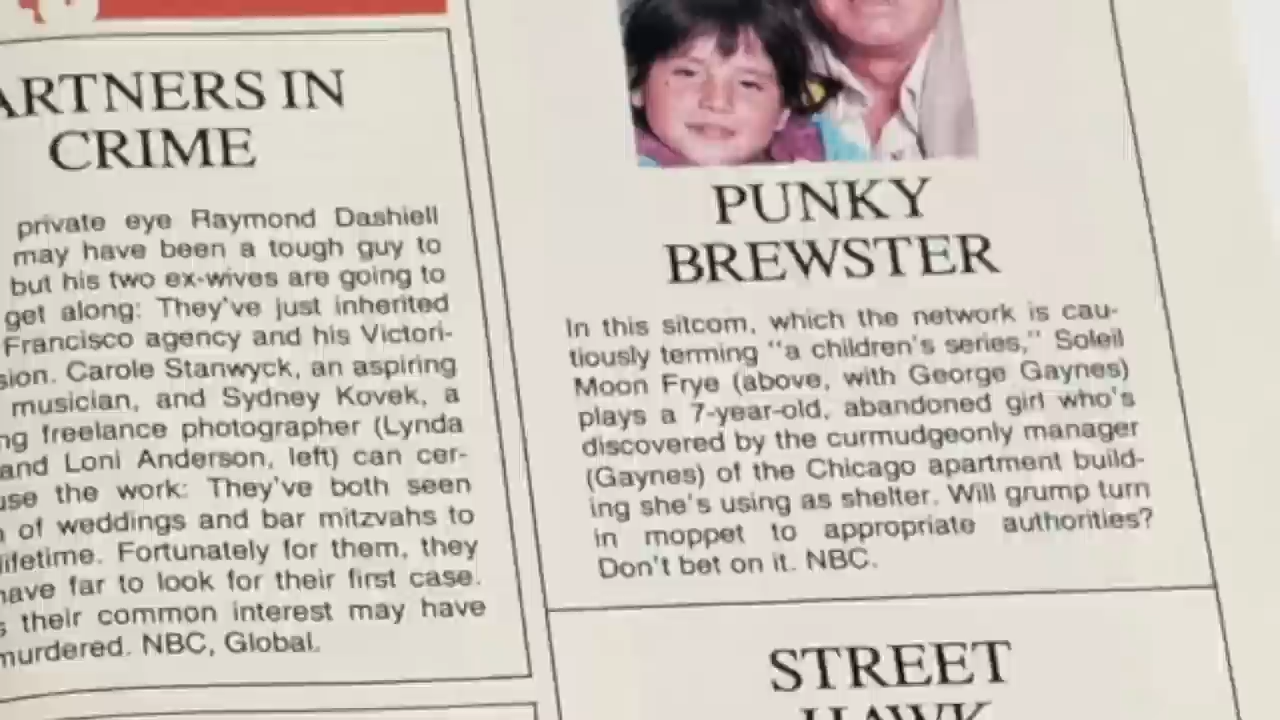 ARTNERS IN
CRIME
private eye Raymond Dashiell
may have been a tough guy to
but his two ex-wives are going to
get along: They've just inherited
Francisco agency and his Victori-
sion. Carole Stanwyck, an aspiring
musician, and Sydney Kovek, a
ng freelance photographer (Lynda
and Loni Anderson, left) can cer-
use the work: They've both seen
of weddings and bar mitzvahs to
lifetime. Fortunately for them, they
have far to look for their first case.
s their common interest may have
murdered. NBC, Global.
PUNKY
BREWSTER
In this sitcom, which the network is cau-
tiously terming "a children's series," Soleil
Moon Frye (above, with George Gaynes)
plays a 7-year-old, abandoned girl who's
discovered by the curmudgeonly manager
(Gaynes) of the Chicago apartment build-
ing she's using as shelter. Will grump turn
in moppet to appropriate authorities?
Don't bet on it. NBC.
STREET
HAWK